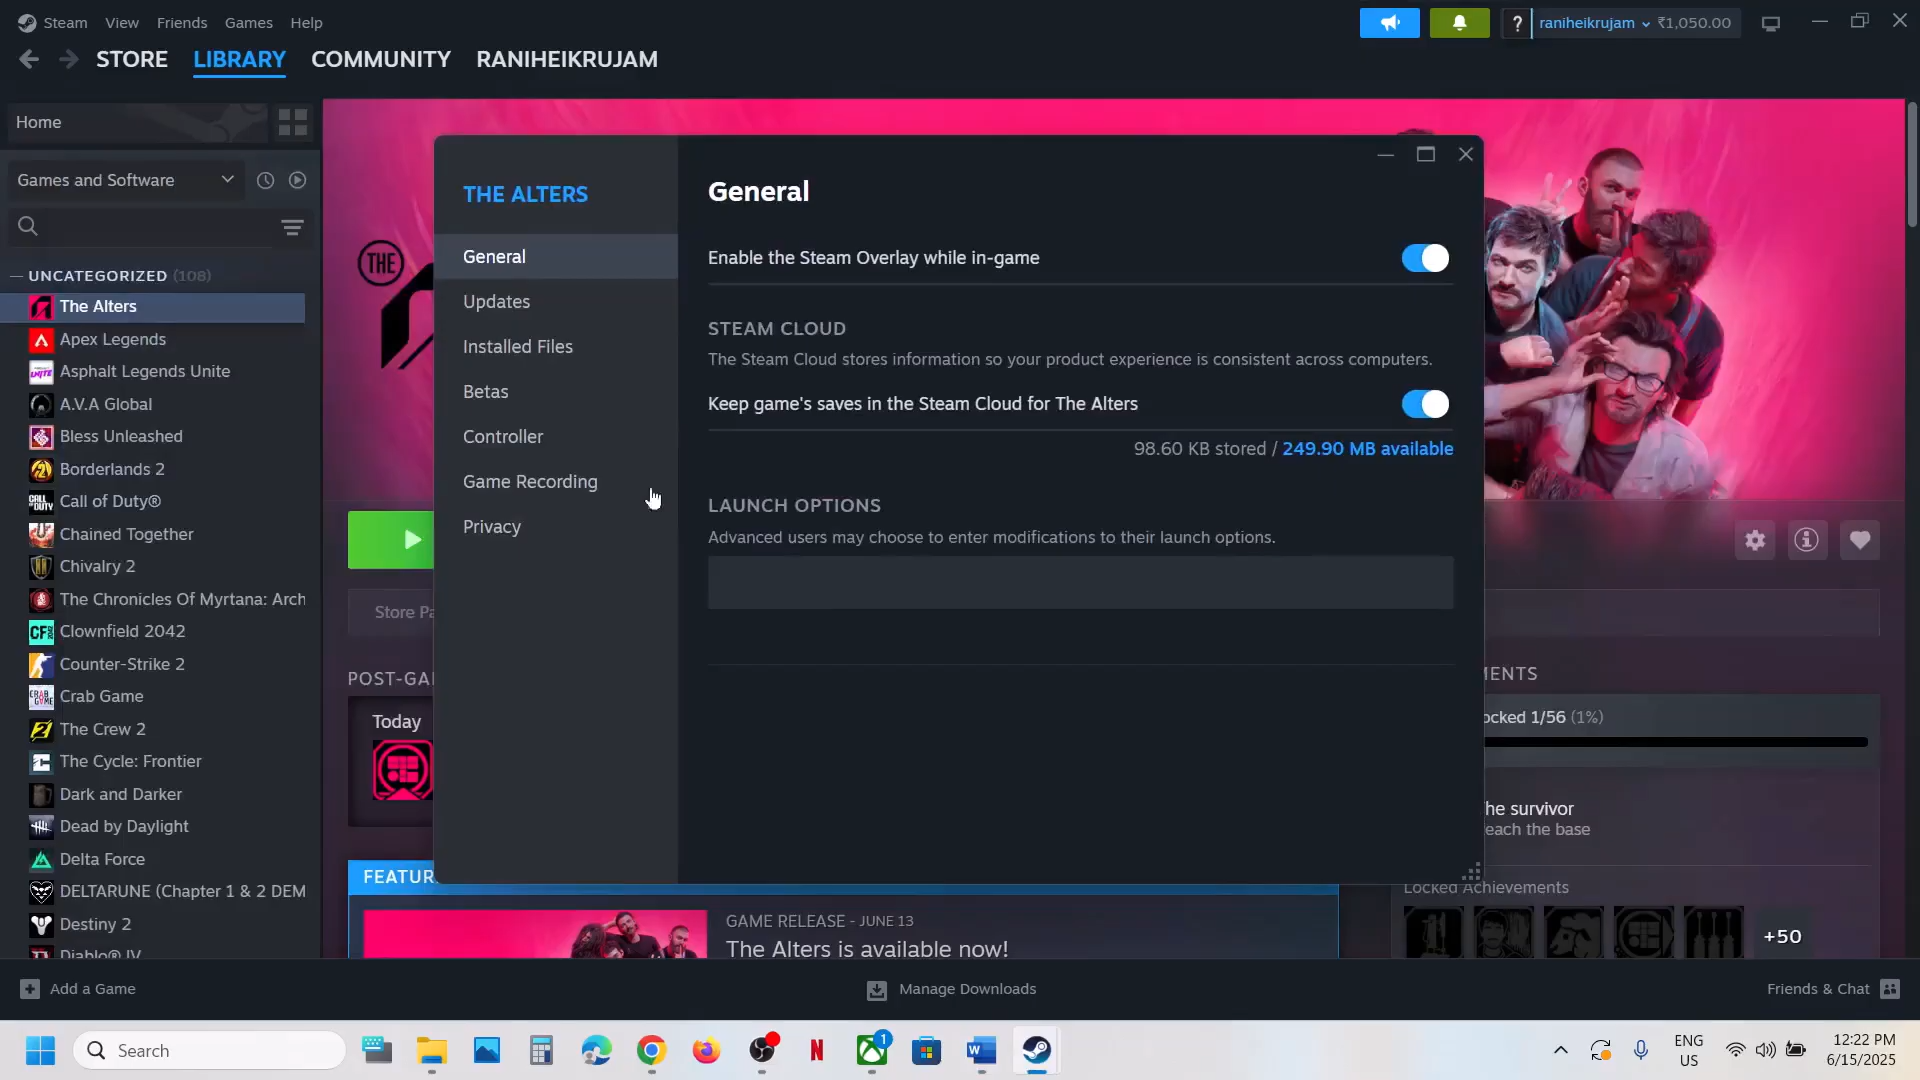 Steam View Friends Games Help
? raniheikrujam ₹1,050.00
STORE LIBRARY COMMUNITY RANIHEIKRUJAM
Home
Games and Software
UNCATEGORIZED (108)
The Alters
Apex Legends
Asphalt Legends Unite
A.V.A Global
Bless Unleashed
Borderlands 2
Call of Duty®
Chained Together
Chivalry 2
The Chronicles Of Myrtana: Arch
Clownfield 2042
Counter-Strike 2
Crab Game
The Crew 2
The Cycle: Frontier
Dark and Darker
Dead by Daylight
Delta Force
DELTARUNE (Chapter 1 & 2 DEM
Destiny 2
Diablo® IV
THE
THE ALTERS
General
Updates
Installed Files
Betas
Controller
Game Recording
Privacy
General
Enable the Steam Overlay while in-game
STEAM CLOUD
The Steam Cloud stores information so your product experience is consistent across computers.
Keep game's saves in the Steam Cloud for The Alters
98.60 KB stored / 249.90 MB available
LAUNCH OPTIONS
Advanced users may choose to enter modifications to their launch options.
Store Pa
POST-GA
Today
FEATUR
GAME RELEASE - JUNE 13
The Alters is available now!
MENTS
ocked 1/56 (1%)
he survivor
each the base
Locked Achievements
+50
Add a Game
Manage Downloads
Friends & Chat
Search
1
ENG
US
12:22 PM
6/15/2025